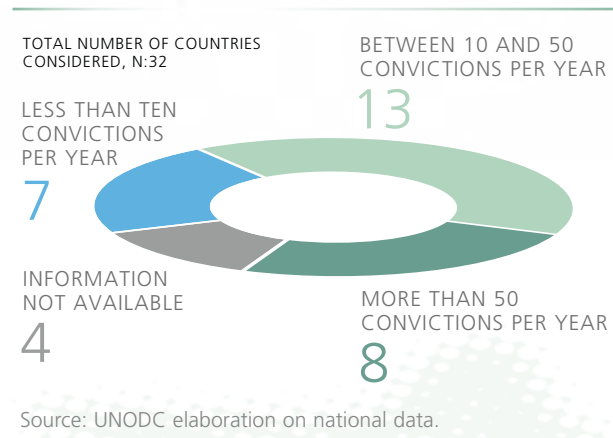 TOTAL NUMBER OF COUNTRIES
CONSIDERED, N:32
BETWEEN 10 AND 50
CONVICTIONS PER YEAR
13
LESS THAN TEN
CONVICTIONS
PER YEAR
7
INFORMATION
NOT AVAILABLE
4
MORE THAN 50
CONVICTIONS PER YEAR
8
Source: UNODC elaboration on national data.